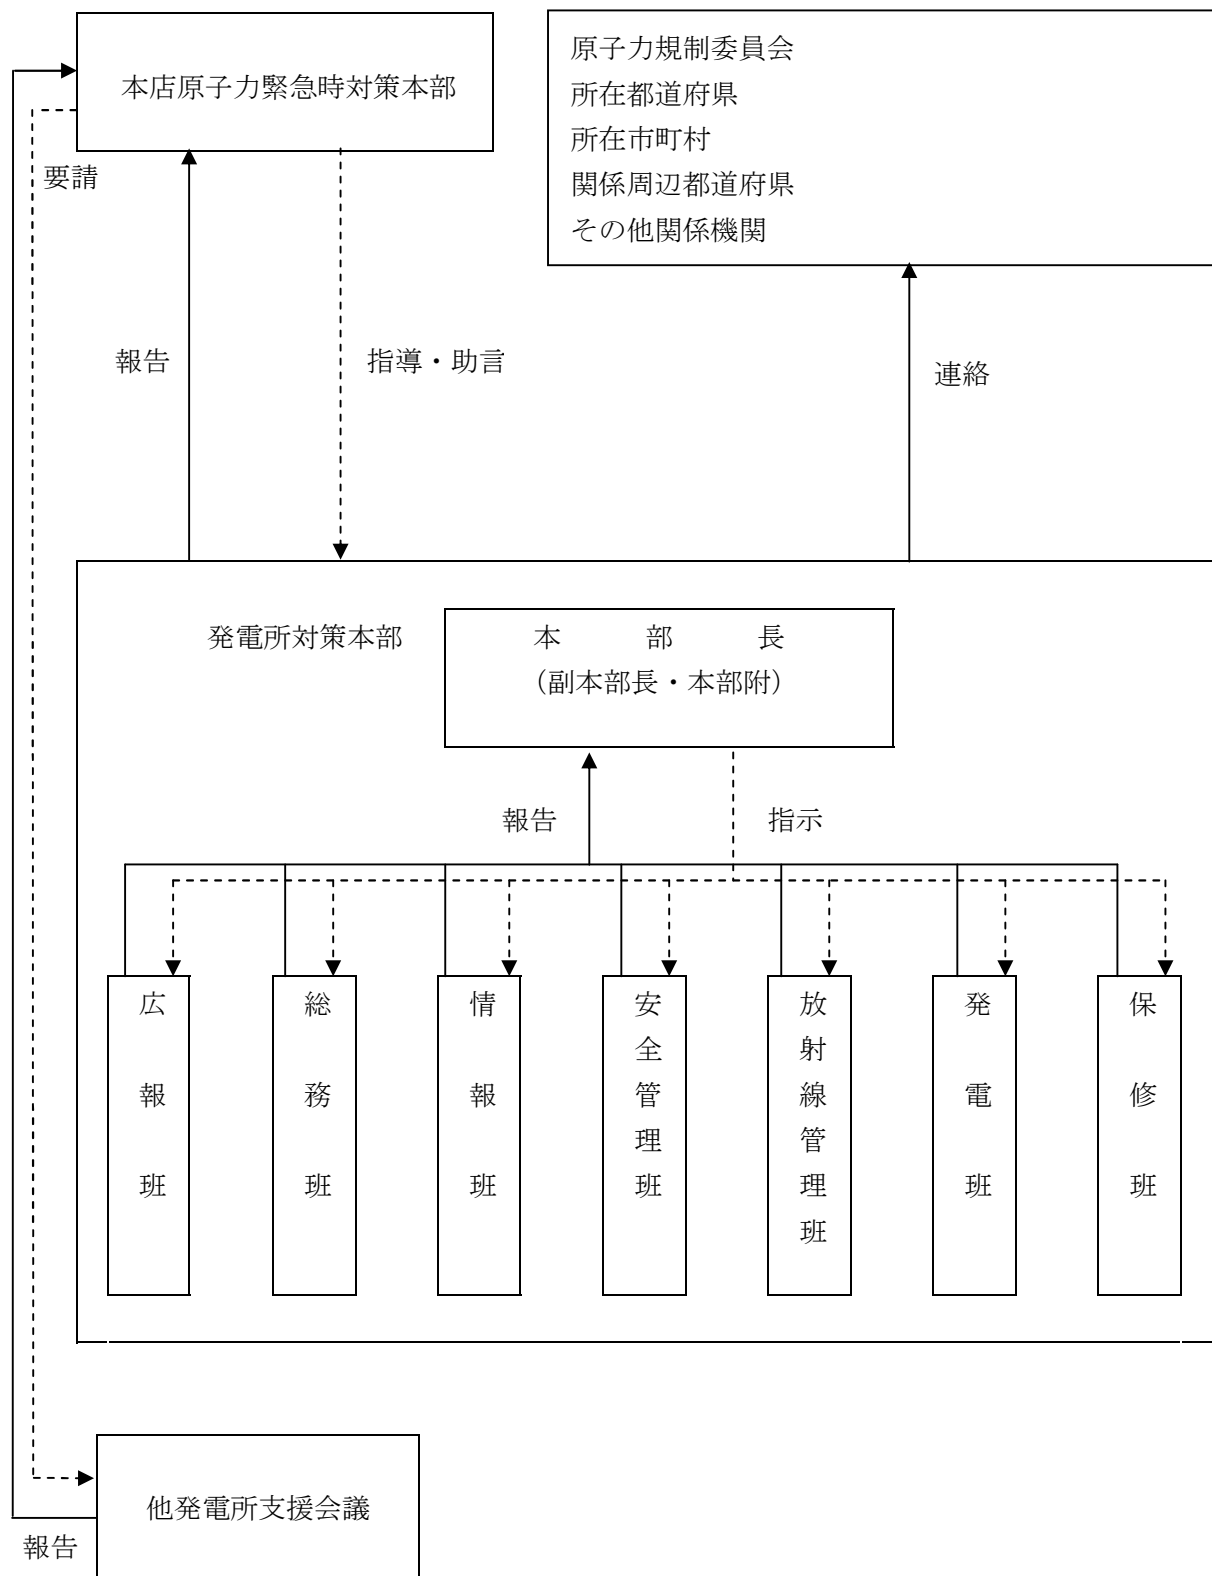 本店原子力緊急時対策本部
原子力規制委員会
所在都道府県
所在市町村
関係周辺都道府県
その他関係機関
要請
報告
指導・助言
連絡
発電所対策本部
本部長
（副本部長・本部附）
報告
指示
広報班
総務班
情報班
安全管理班
放射線管理班
発電班
保修班
他発電所支援会議
報告